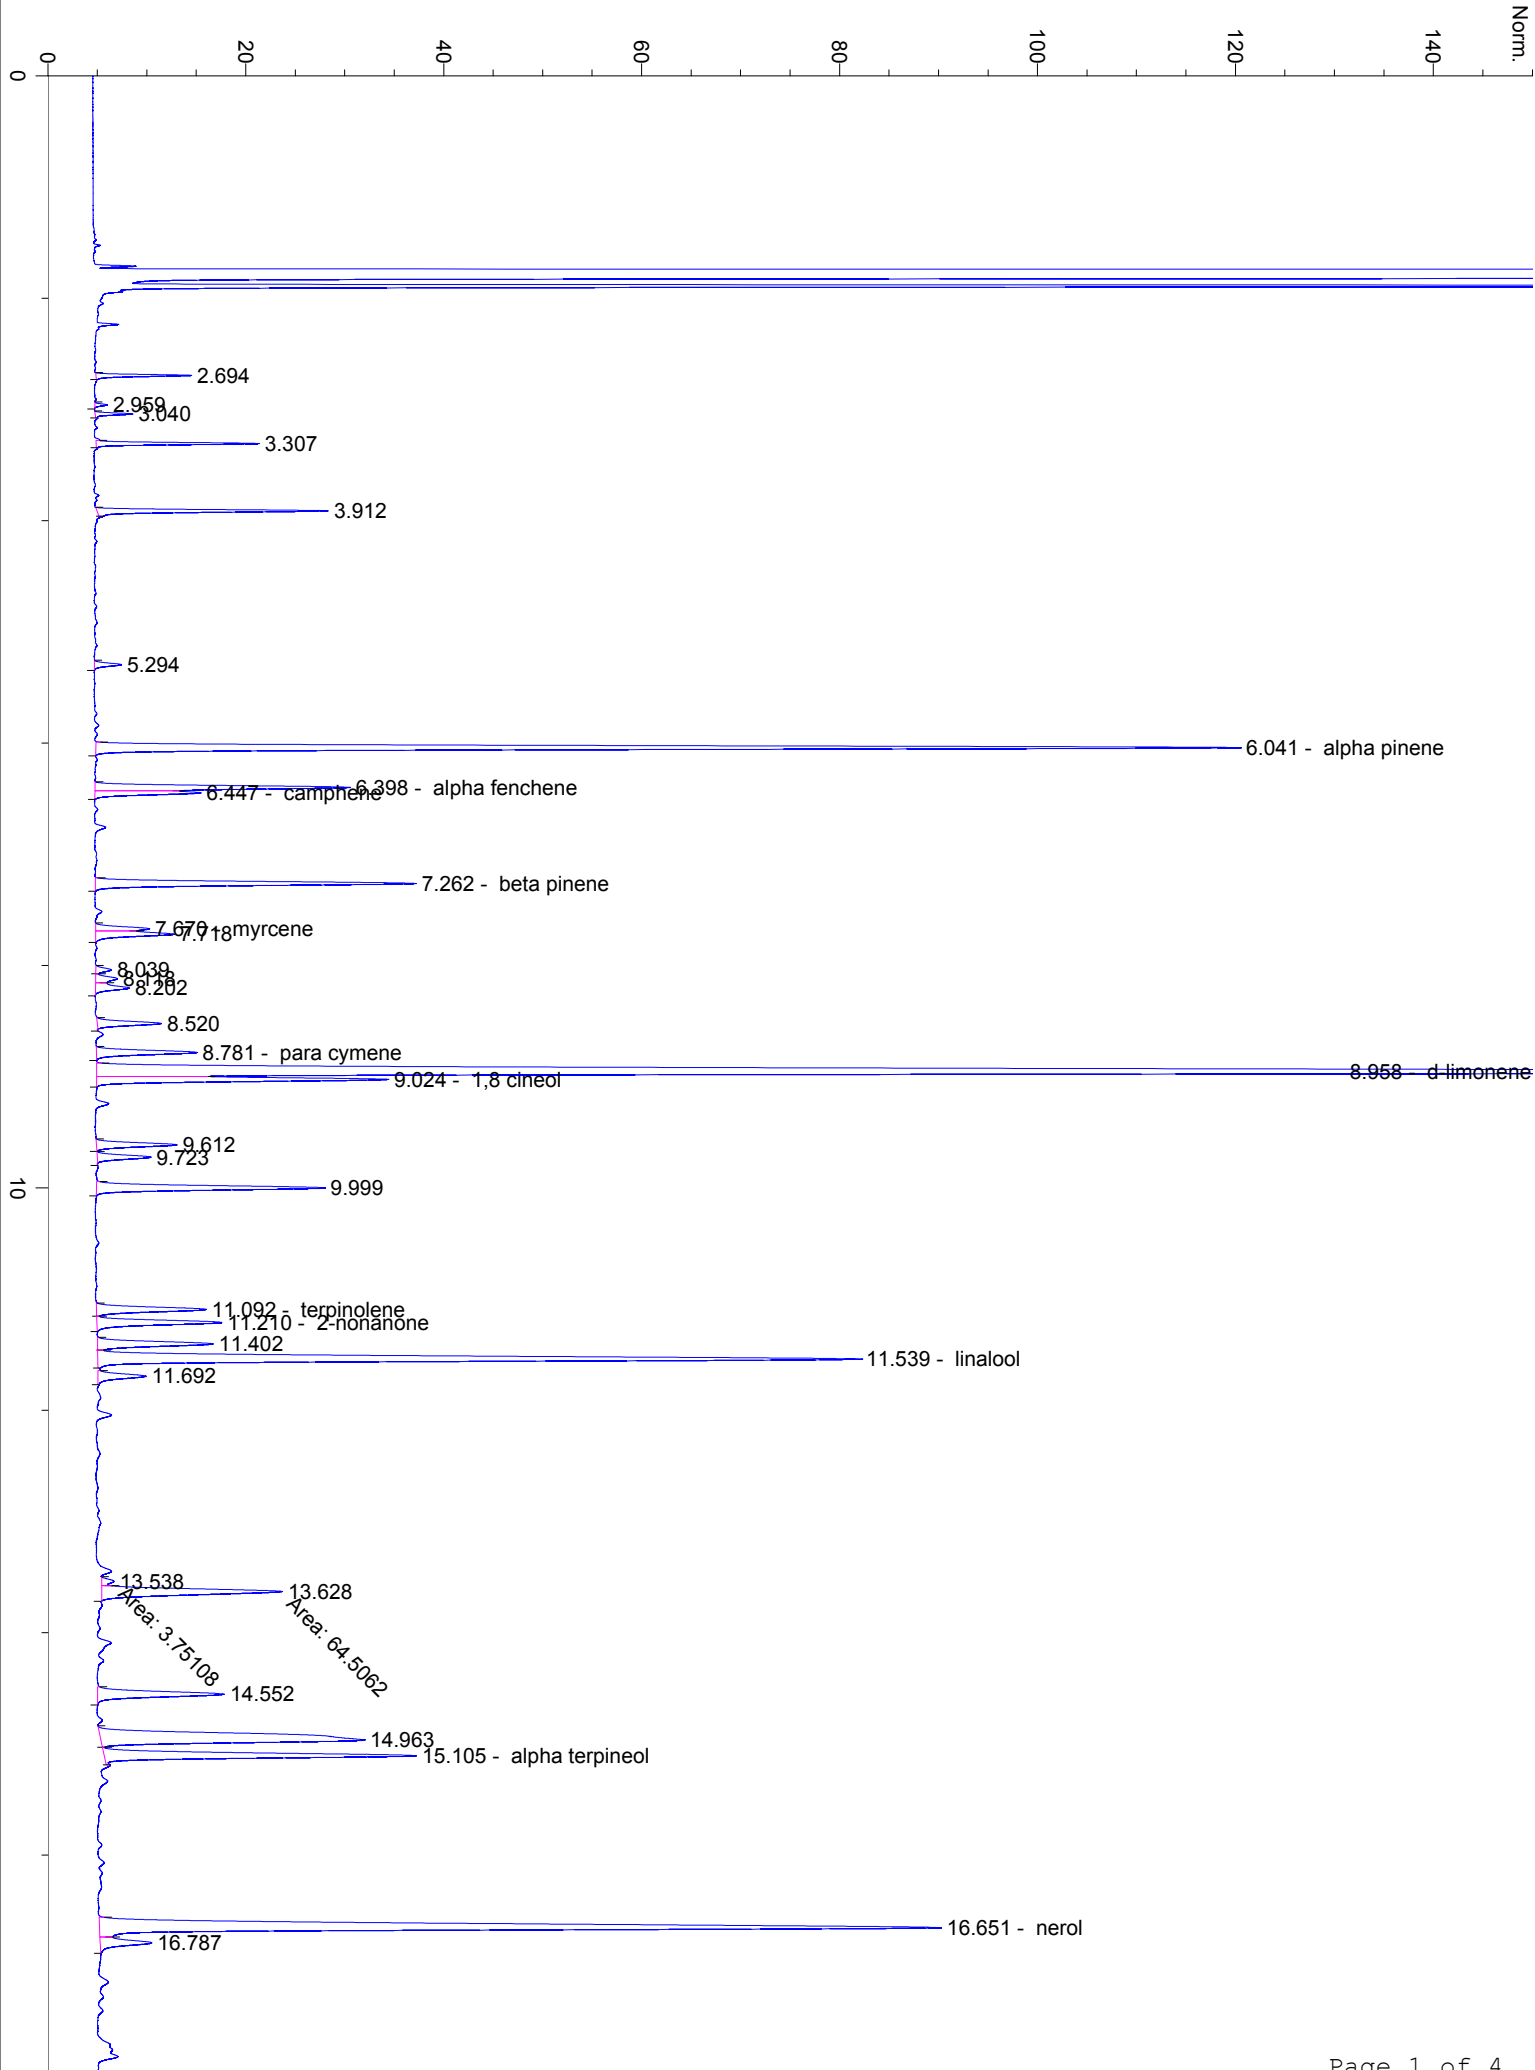 Norm.
0
20
40
60
80
100
120
140
0
2.694
2.959
3.040
3.307
3.912
5.294
6.041 - alpha pinene
6.398 - alpha fenchene
6.447 - camphene
7.262 - beta pinene
7.670 - myrcene
7.718
8.039
8.118
8.202
8.520
8.781 - para cymene
8.958 - d-limonene
9.024 - 1,8 cineol
9.612
9.723
9.999
10
11.092 - terpinolene
11.210 - 2-nonanone
11.402
11.539 - linalool
11.692
13.538
Area: 3.75108
13.628
Area: 64.5062
14.552
14.963
15.105 - alpha terpineol
16.651 - nerol
16.787
Page 1 of 4